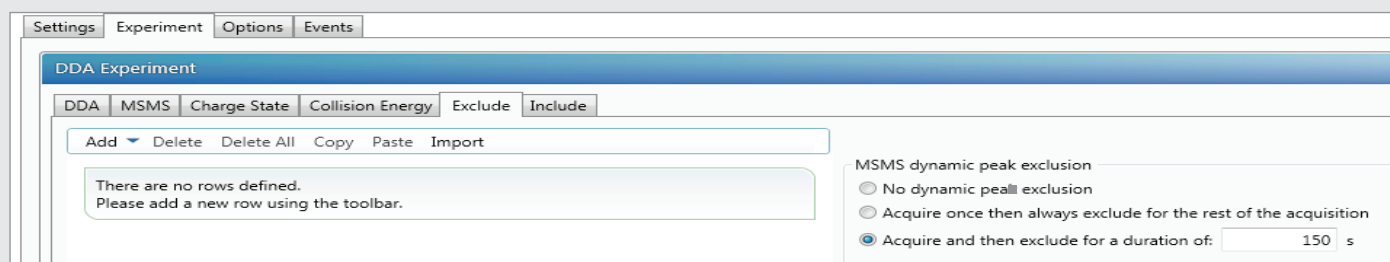 Settings Experiment Options Events
DDA Experiment
DDA MSMS Charge State Collision Energy Exclude Include
Add Delete Delete All Copy Paste Import
There are no rows defined.
Please add a new row using the toolbar.
MSMS dynamic peak exclusion
No dynamic peak exclusion
Acquire once then always exclude for the rest of the acquisition
Acquire and then exclude for a duration of: 150 s